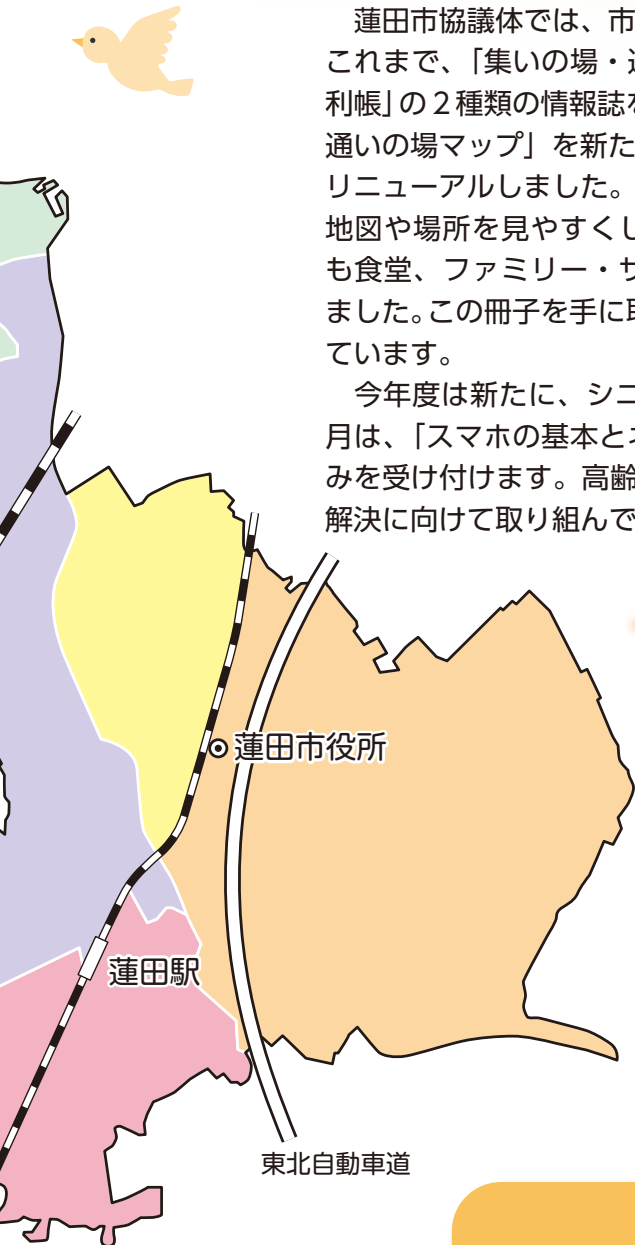 蓮田市協議体では、市
これまで、「集いの場・
利帳」の2種類の情報誌
通いの場マップ」を新た
リニューアルしました。
地図や場所を見やすくし
も食堂、ファミリー・サ
ました。この冊子を手に
ています。
今年度は新たに、シニ
月は、「スマホの基本と
みを受け付けます。高齢
解決に向けて取り組んで
蓮田市役所
蓮田駅
東北自動車道